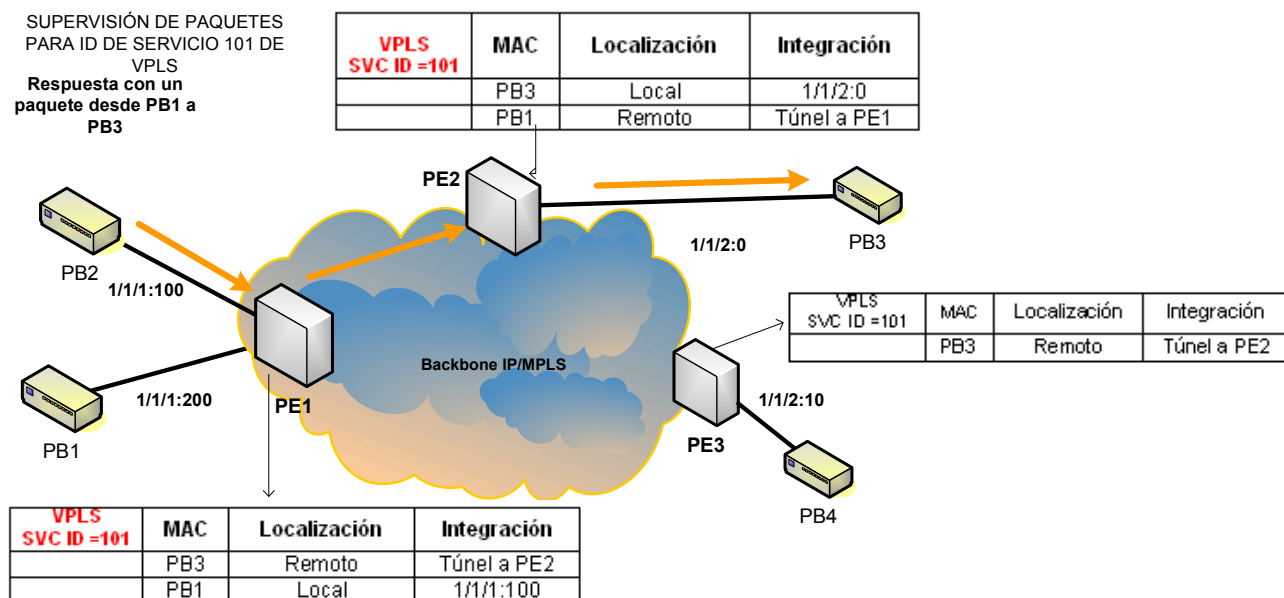 SUPERVISIÓN DE PAQUETES
PARA ID DE SERVICIO 101 DE
VPLS
Respuesta con un
paquete desde PB1 a
PB3
VPLS
SVC ID =101
MAC
Localización
Integración
PB3
Local
1/1/2:0
PB1
Remoto
Túnel a PE1
PE2
PB2
1/1/1:100
1/1/2:0
PB3
VPLS
SVC ID =101
MAC
Localización
Integración
PB3
Remoto
Túnel a PE2
Backbone IP/MPLS
1/1/1:200
PE1
PB1
1/1/2:10
PE3
PB4
VPLS
SVC ID =101
MAC
Localización
Integración
PB3
Remoto
Túnel a PE2
PB1
Local
1/1/1:100